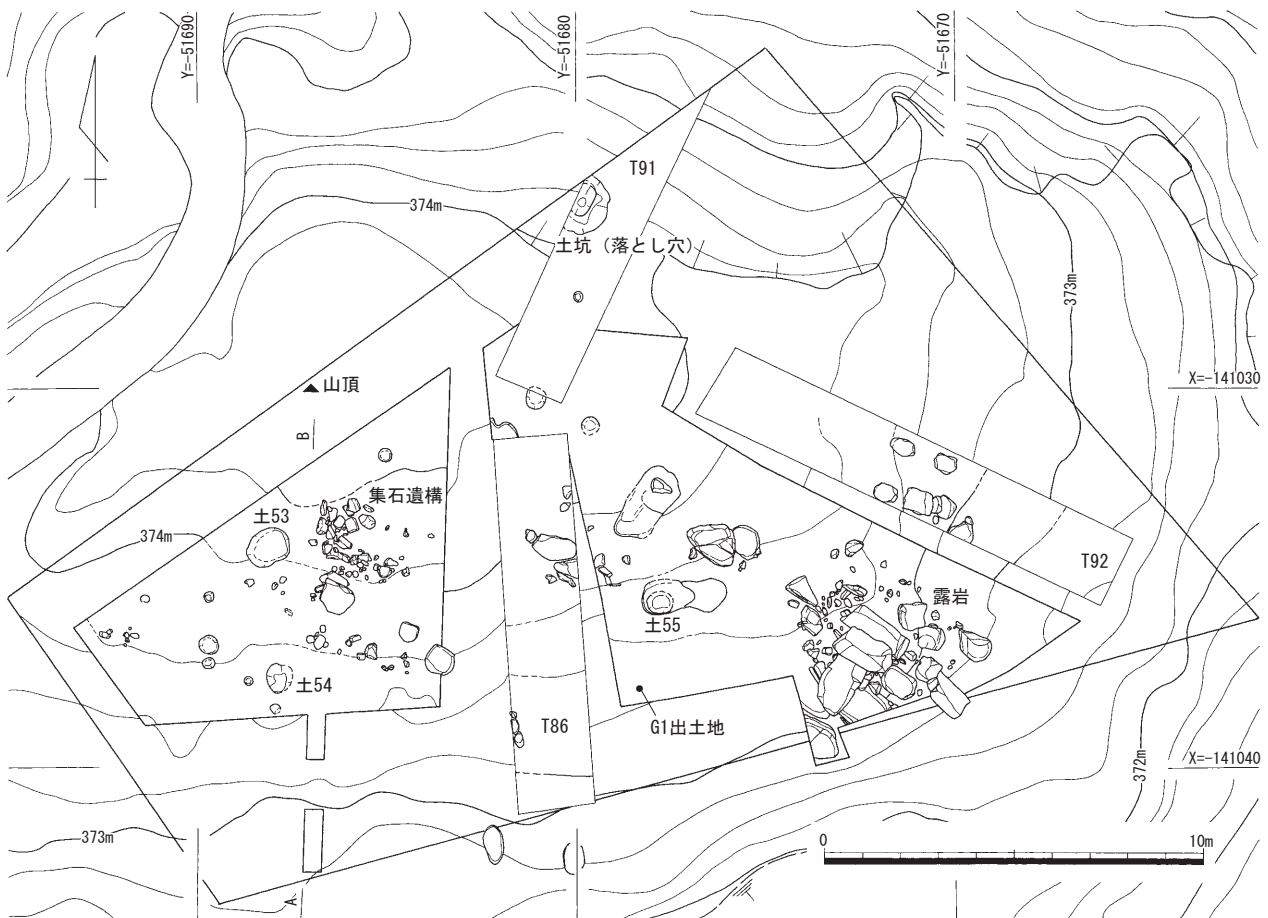 Y=-51690
Y=-51680
Y=-51670
T91
374m
土坑（落とし穴）
373m
▲山頂
X=-141030
B
集石遺構
土53
374m
T92
露岩
土55
土54
T86
G1出土地
X=-141040
372m
373m
0
10m
A